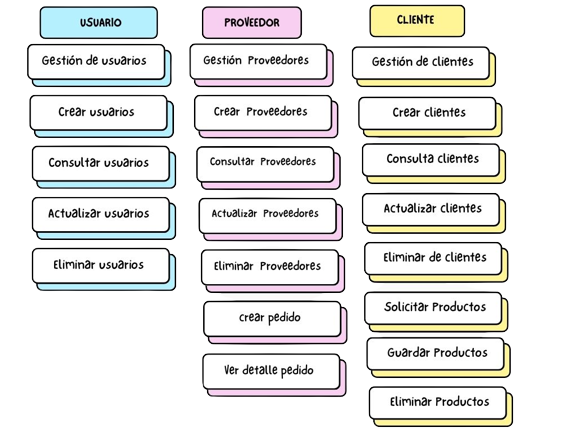 USUARIO
Gestión de usuarios
Crear usuarios
Consultar usuarios
Actualizar usuarios
Eliminar usuarios
PROVEEDOR
Gestión Proveedores
Crear Proveedores
Consultar Proveedores
Actualizar Proveedores
Eliminar Proveedores
crear pedido
Ver detalle pedido
CLIENTE
Gestión de clientes
Crear clientes
Consulta clientes
Actualizar clientes
Eliminar de clientes
Solicitar Productos
Guardar Productos
Eliminar Productos